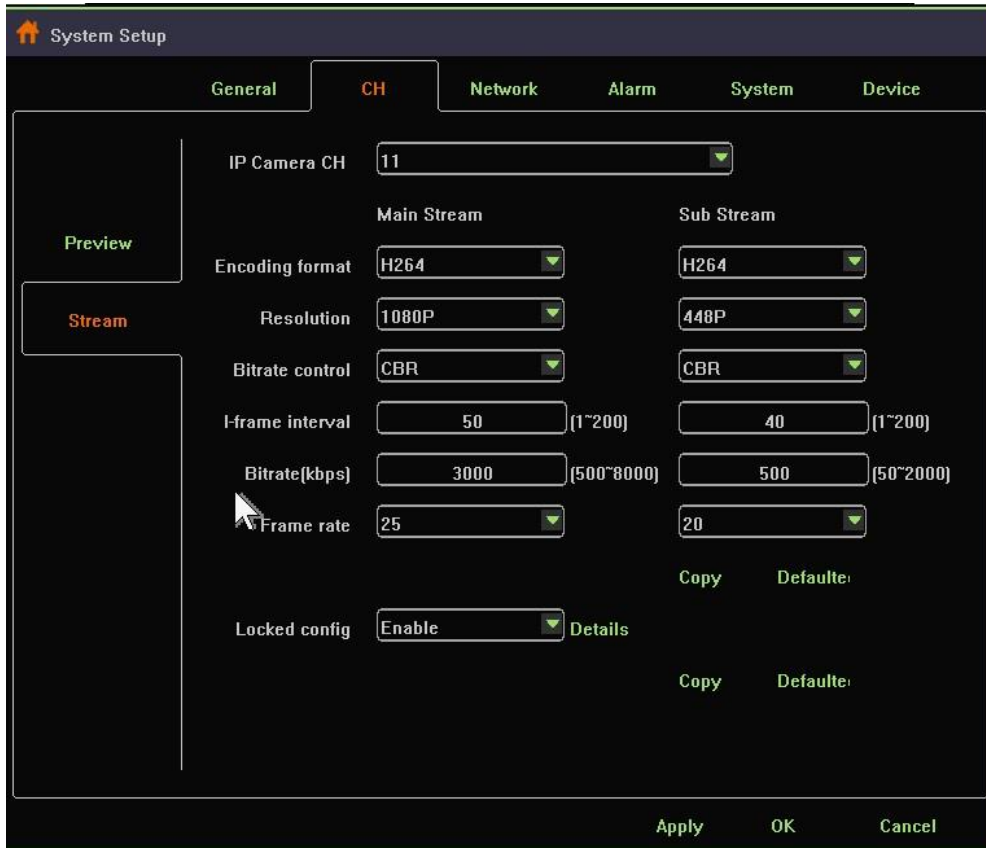 System Setup
General CH Network Alarm System Device
IP Camera CH 11
Main Stream Sub Stream
Preview
Encoding format H264 H264
Stream
Resolution 1080P 448P
Bitrate control CBR CBR
I-frame interval 50 (1~200) 40 (1~200)
Bitrate(kbps) 3000 (500~8000) 500 (50~2000)
Frame rate 25 20
Copy Defaulte
Locked config Enable Details
Copy Defaulte
Apply OK Cancel